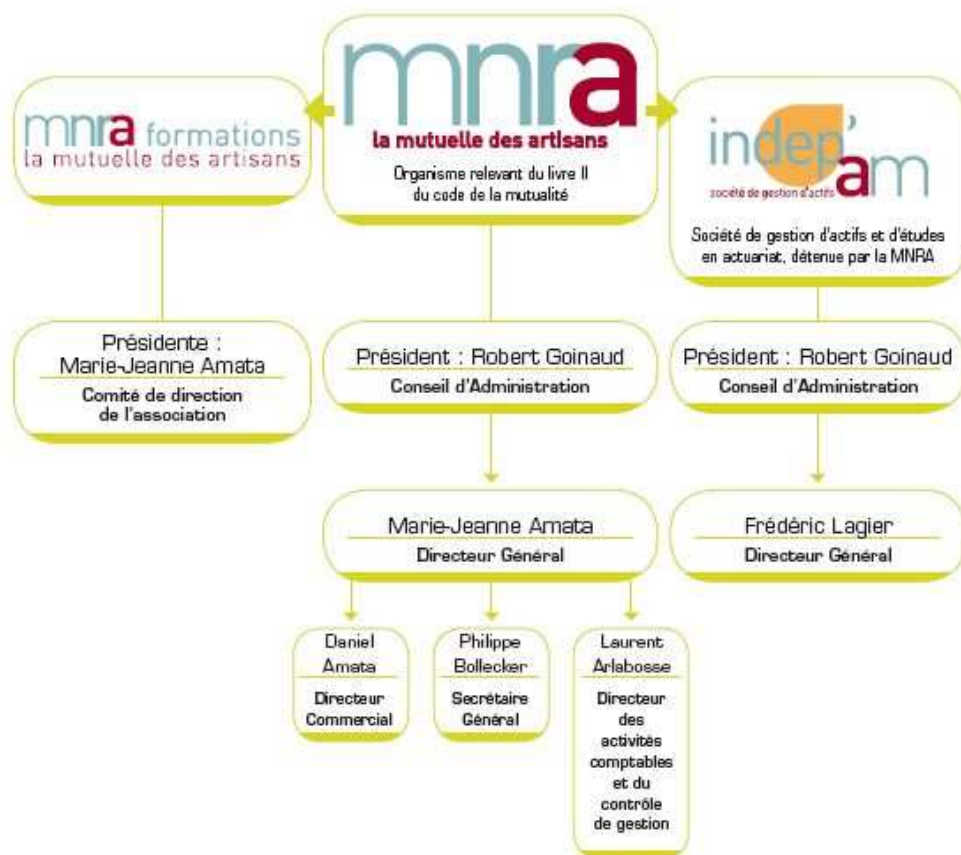 mnra formations
la mutuelle des artisans
mnra
la mutuelle des artisans
Organisme relevant du livre II
du code de la mutualité
indep'am
société de gestion d'actifs
Société de gestion d'actifs et d'études
en actuariat, détenue par la MNRA
Présidente :
Marie-Jeanne Amata
Comité de direction
de l'association
Président : Robert Goinaud
Conseil d'Administration
Président : Robert Goinaud
Conseil d'Administration
Marie-Jeanne Amata
Directeur Général
Frédéric Lagier
Directeur Général
Daniel
Amata
Directeur
Commercial
Philippe
Bollecker
Secrétaire
Général
Laurent
Arlabosse
Directeur
des
activités
comptables
et du
contrôle
de gestion